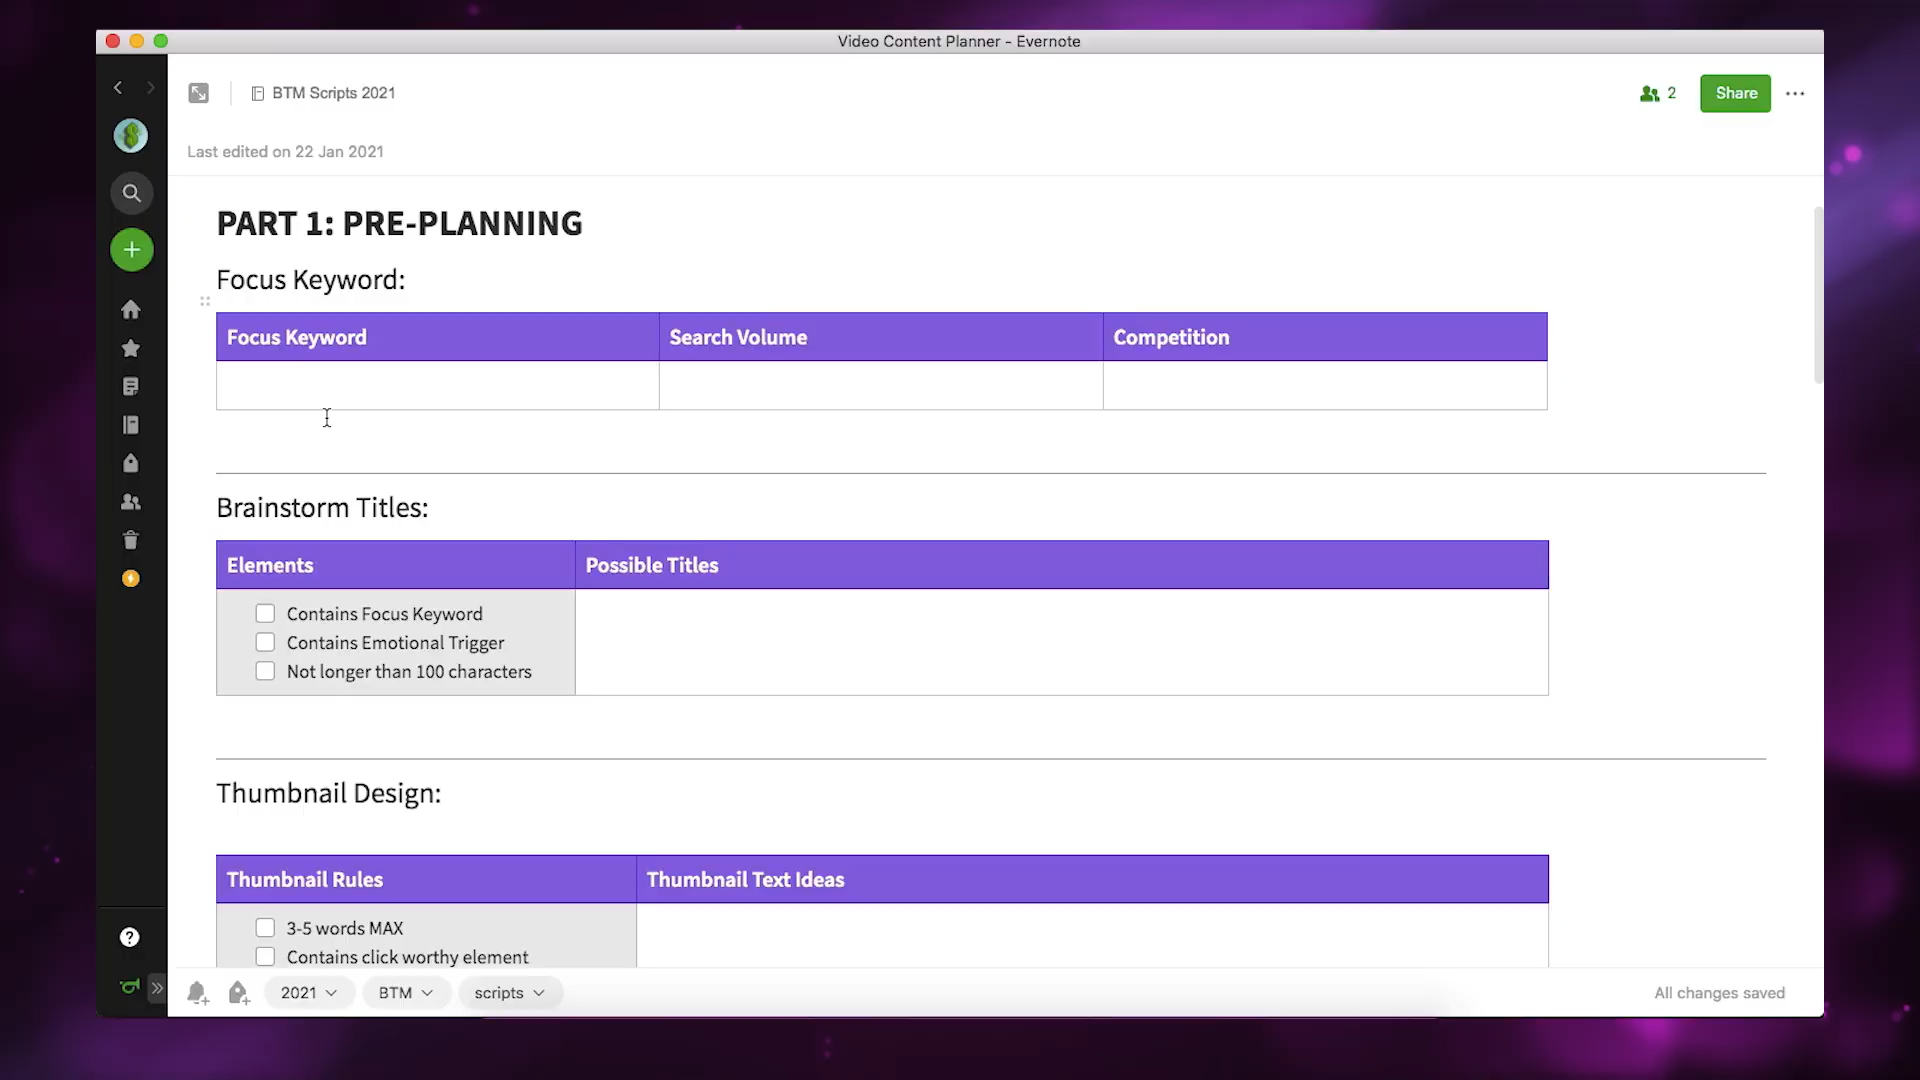 Video Content Planner - Evernote
BTM Scripts 2021
2
Share
Last edited on 22 Jan 2021
PART 1: PRE-PLANNING
Focus Keyword:
Focus Keyword Search Volume Competition
Brainstorm Titles:
Elements Possible Titles
Contains Focus Keyword
Contains Emotional Trigger
Not longer than 100 characters
Thumbnail Design:
Thumbnail Rules Thumbnail Text Ideas
3-5 words MAX
Contains click worthy element
2021 BTM scripts All changes saved